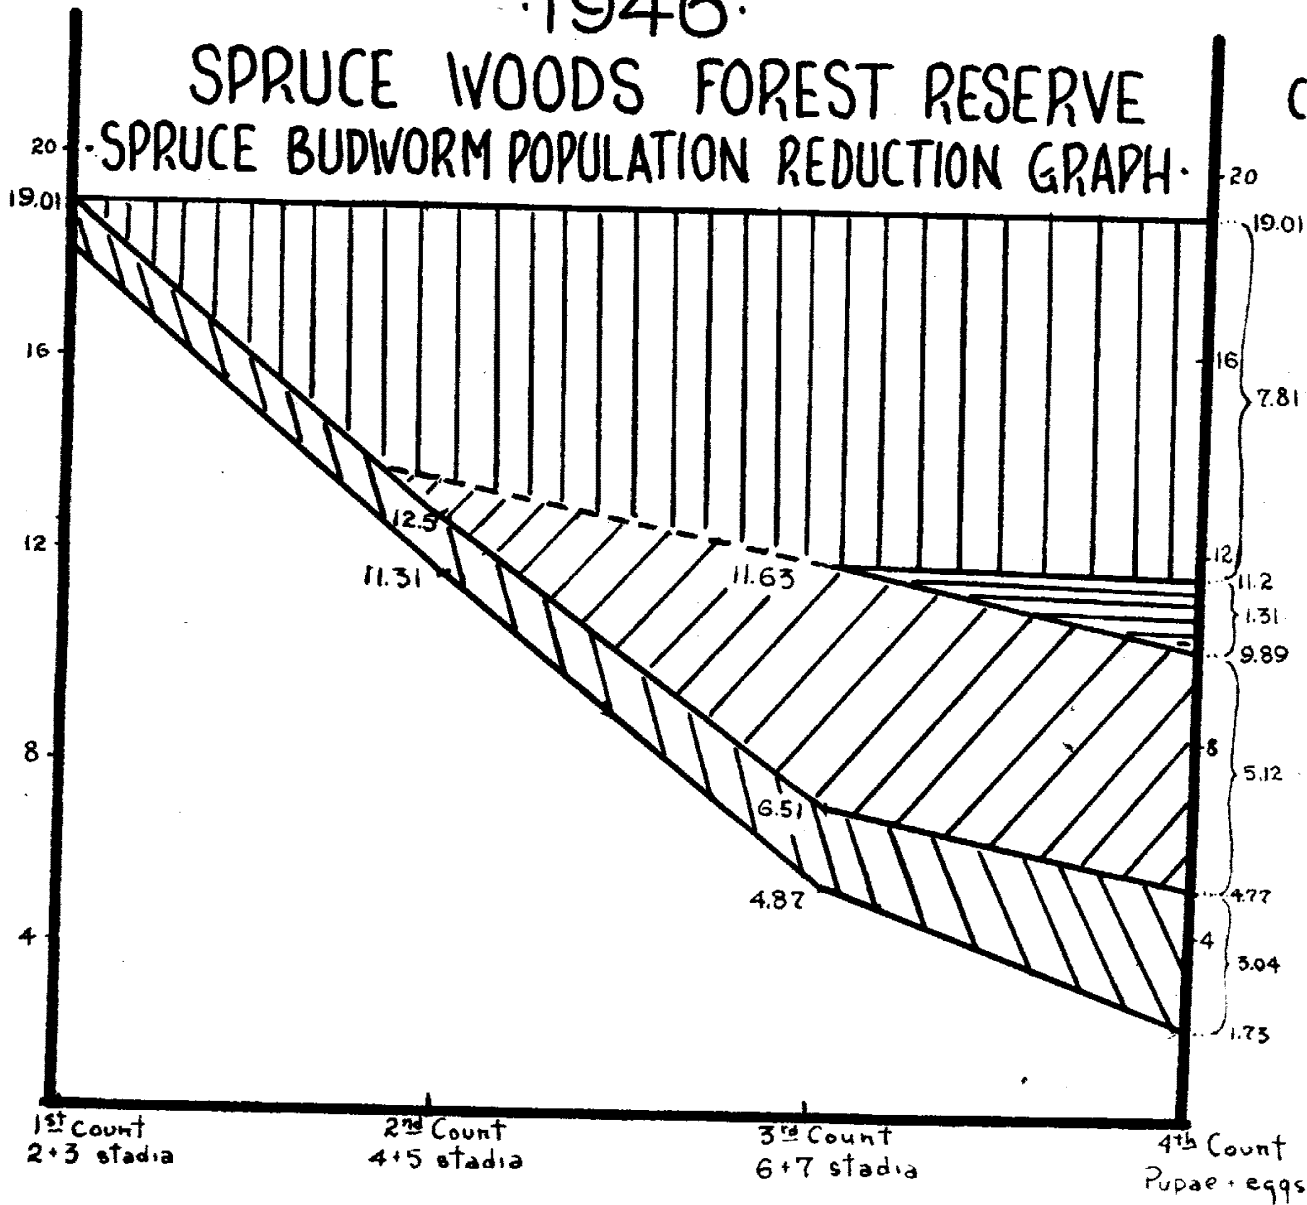 ·1946·
SPRUCE WOODS FOREST RESERVE
C
·SPRUCE BUDWORM POPULATION REDUCTION GRAPH·
20
20
19.01
19.01
16
16
7.81
12.5
12
12
11.31
11.63
11.2
1.31
9.89
8
8
5.12
6.51
4.87
4.77
4
4
3.04
1.73
1st Count
2+3 stadia
2nd Count
4+5 stadia
3rd Count
6+7 stadia
4th Count
Pupae + eggs